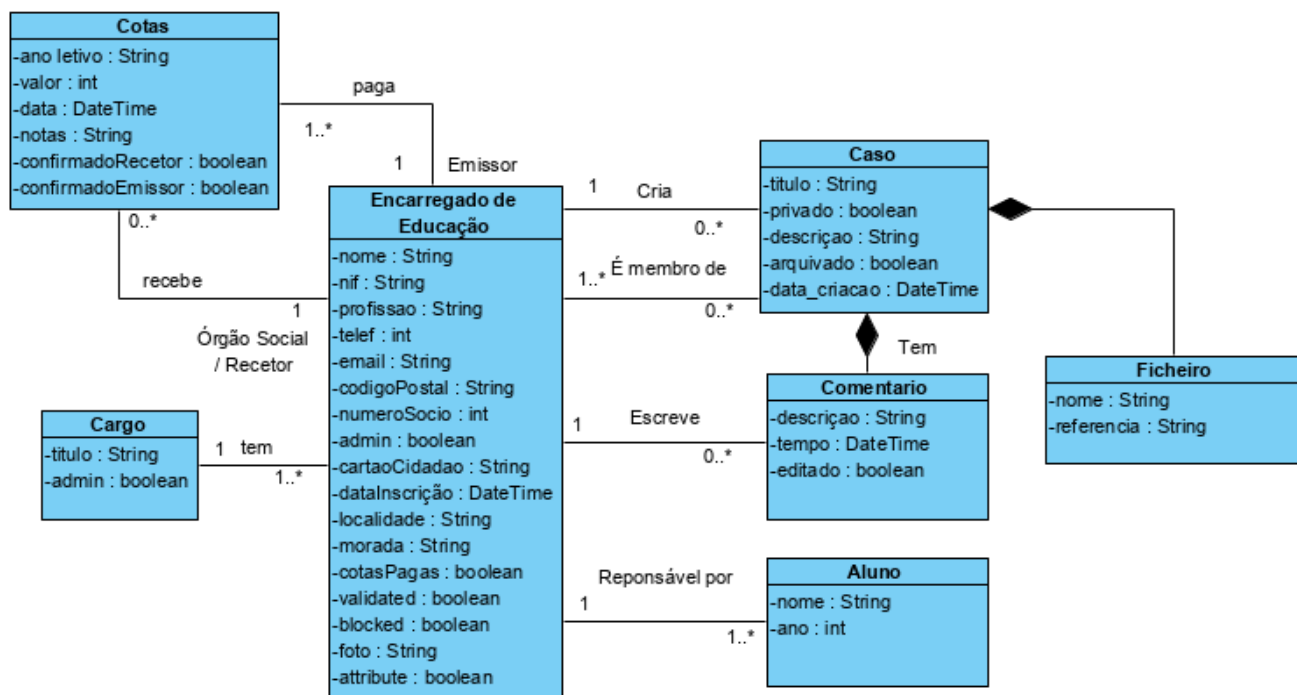 Cotas
-ano letivo : String
-valor : int
-data : DateTime
-notas : String
-confirmadoRecetor : boolean
-confirmadoEmissor : boolean
paga
1..*
1
Emissor
0..*
recebe
1
Órgão Social
/ Recetor
Encarregado de
Educação
-nome : String
-nif : String
-profissao : String
-telef : int
-email : String
-codigoPostal : String
-numeroSocio : int
-admin : boolean
-cartaoCidadao : String
-dataInscrição : DateTime
-localidade : String
-morada : String
-cotasPagas : boolean
-validated : boolean
-blocked : boolean
-foto : String
-attribute : boolean
Cargo
-titulo : String
-admin : boolean
1
tem
1..*
1
Cria
0..*
1..*
É membro de
0..*
Caso
-titulo : String
-privado : boolean
-descriçao : String
-arquivado : boolean
-data_criacao : DateTime
Tem
Ficheiro
-nome : String
-referencia : String
1
Escreve
0..*
Comentario
-descriçao : String
-tempo : DateTime
-editado : boolean
1
Reponsável por
1..*
Aluno
-nome : String
-ano : int